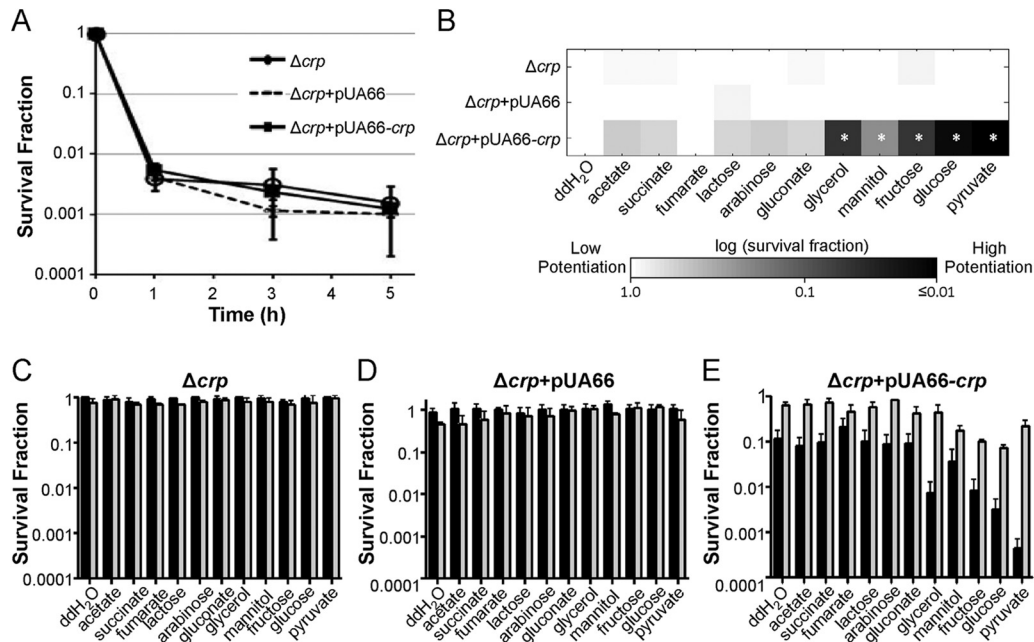 A
Survival Fraction
1
0.1
0.004
0.001
0.0001
0
1
2
3
4
5
Time (h)
Δcrp
Δcrp+pUA66
Δcrp+pUA66-crp
B
Δcrp
Δcrp+pUA66
Δcrp+pUA66-crp
* * * * *
ddH2O
acetate
succinate
fumarate
lactose
arabinose
gluconate
glycerol
mannitol
fructose
glucose
pyruvate
Low
Potentiation
log (survival fraction)
High
Potentiation
1.0
0.1
≤0.01
C
Δcrp
Survival Fraction
1
0.1
0.01
0.001
0.0001
ddH2O
acetate
succinate
fumarate
lactose
arabinose
gluconate
glycerol
mannitol
fructose
glucose
pyruvate
D
Δcrp+pUA66
Survival Fraction
1
0.1
0.01
0.001
0.0001
ddH2O
acetate
succinate
fumarate
lactose
arabinose
gluconate
glycerol
mannitol
fructose
glucose
pyruvate
E
Δcrp+pUA66-crp
Survival Fraction
1
0.1
0.01
0.001
0.0001
ddH2O
acetate
succinate
fumarate
lactose
arabinose
gluconate
glycerol
mannitol
fructose
glucose
pyruvate